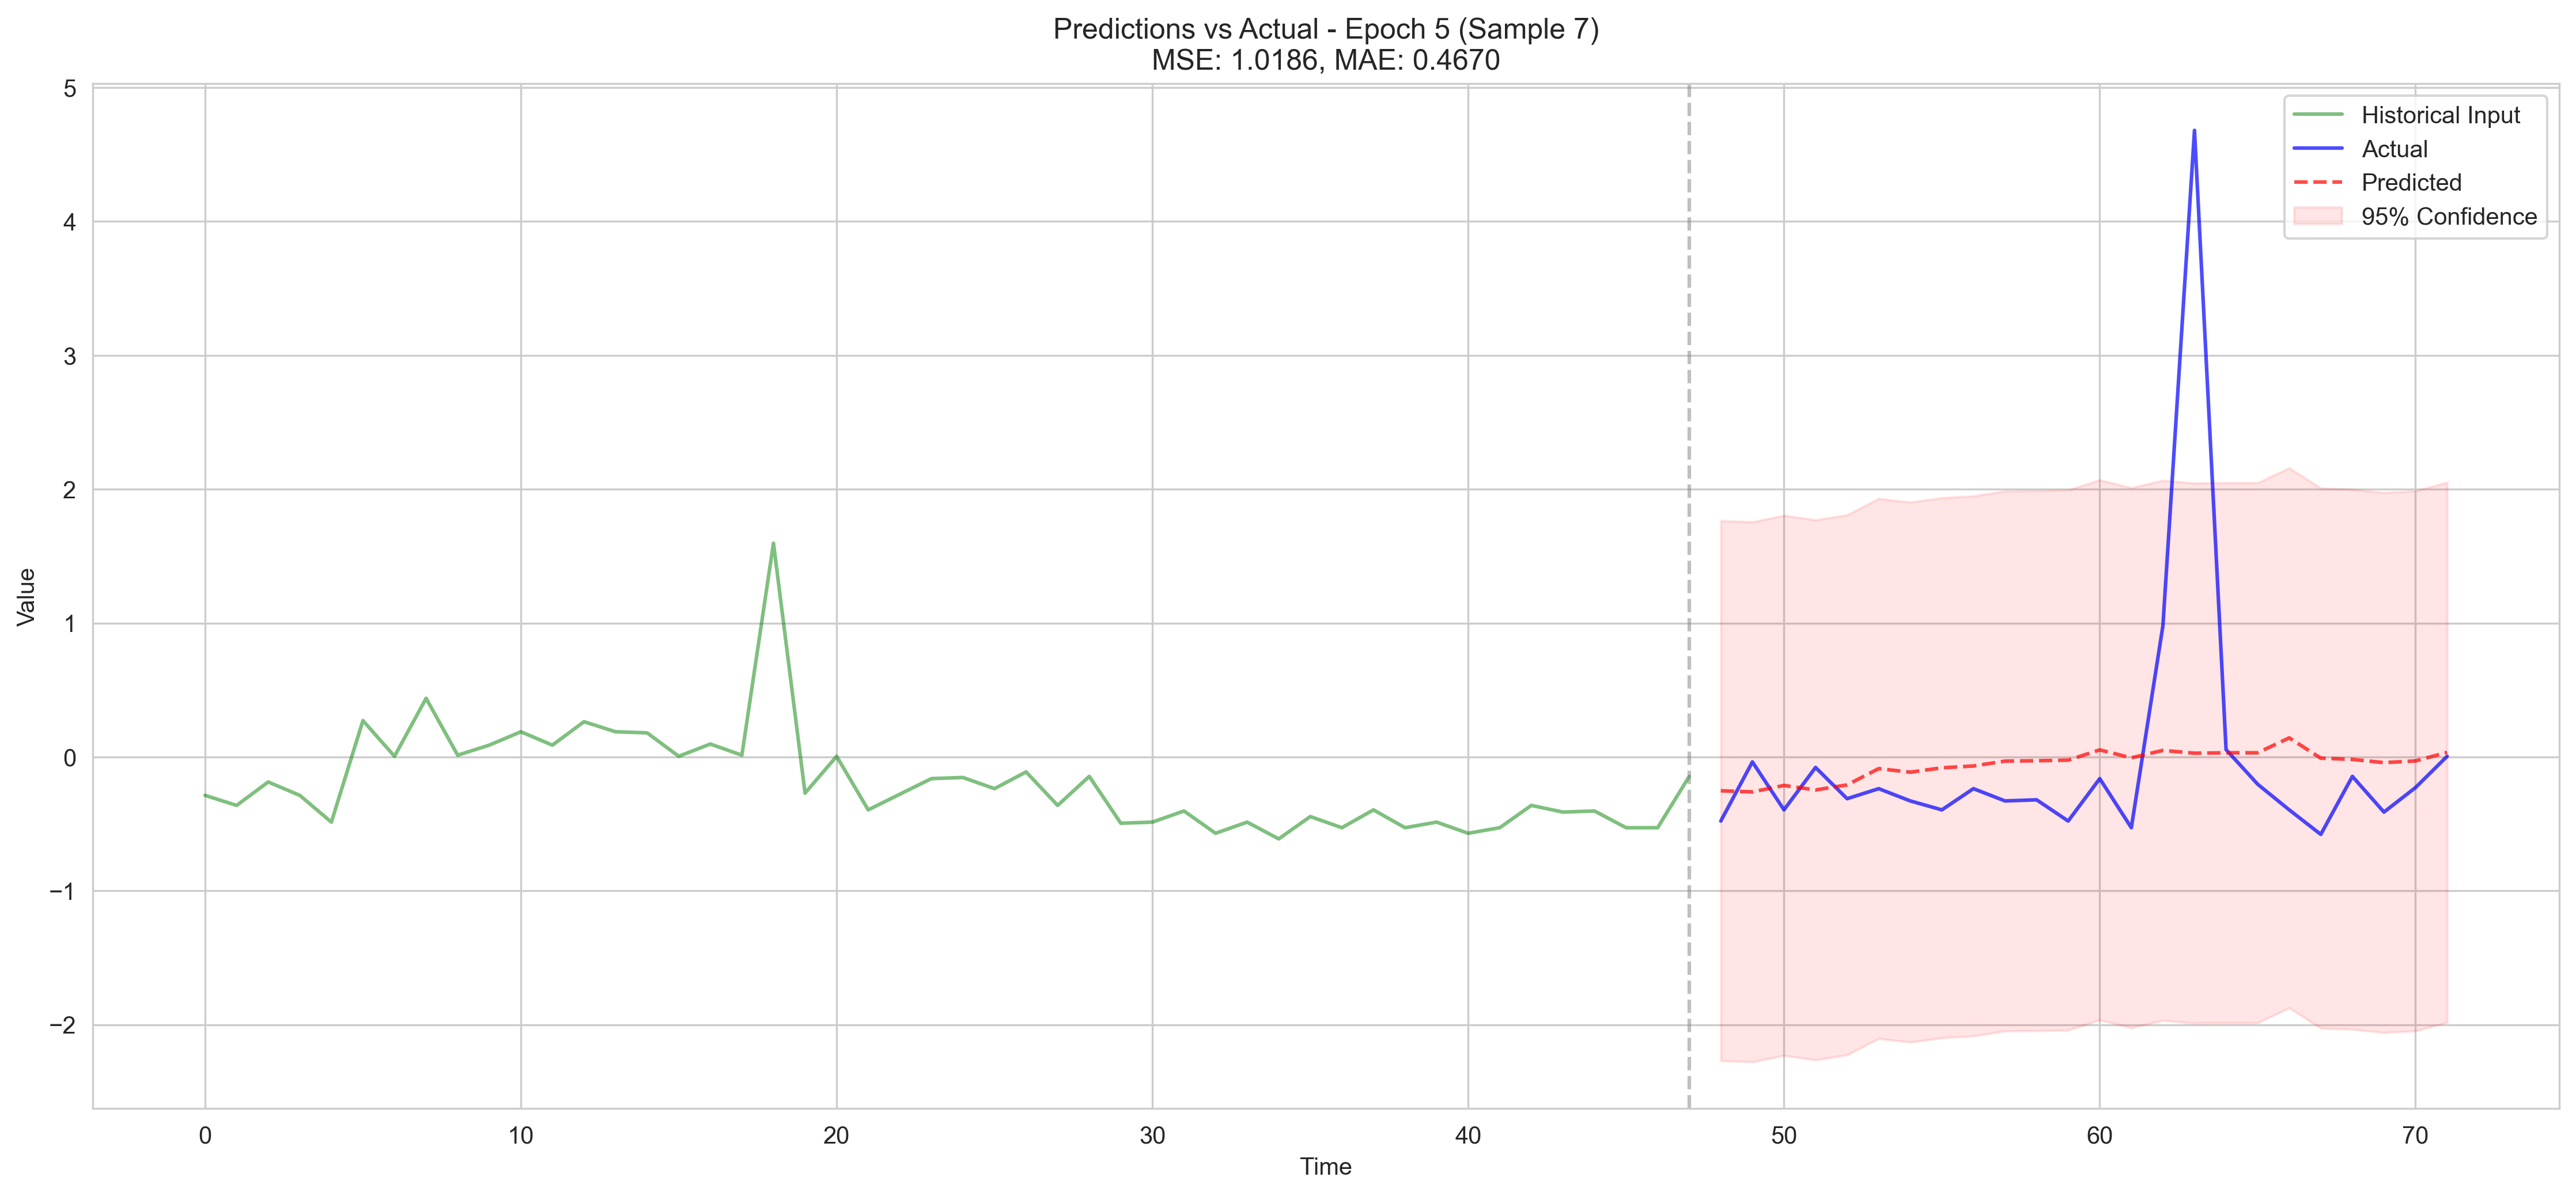 Predictions vs Actual - Epoch 5 (Sample 7)
MSE: 1.0186, MAE: 0.4670
Historical Input
Actual
Predicted
95% Confidence
Value
5
4
3
2
1
0
−1
−2
0 10 20 30 40 50 60 70
Time